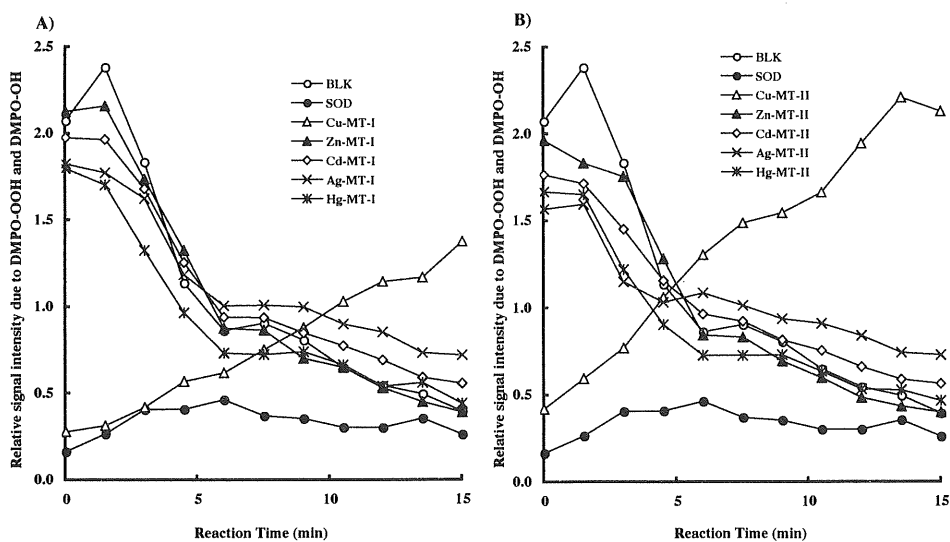 A)
Relative signal intensity due to DMPO-OOH and DMPO-OH
2.5
2.0
1.5
1.0
0.5
0.0
0
5
10
15
Reaction Time (min)
BLK
SOD
Cu-MT-I
Zn-MT-I
Cd-MT-I
Ag-MT-I
Hg-MT-I
B)
Relative signal intensity due to DMPO-OOH and DMPO-OH
2.5
2.0
1.5
1.0
0.5
0.0
0
5
10
15
Reaction Time (min)
BLK
SOD
Cu-MT-II
Zn-MT-II
Cd-MT-II
Ag-MT-II
Hg-MT-II